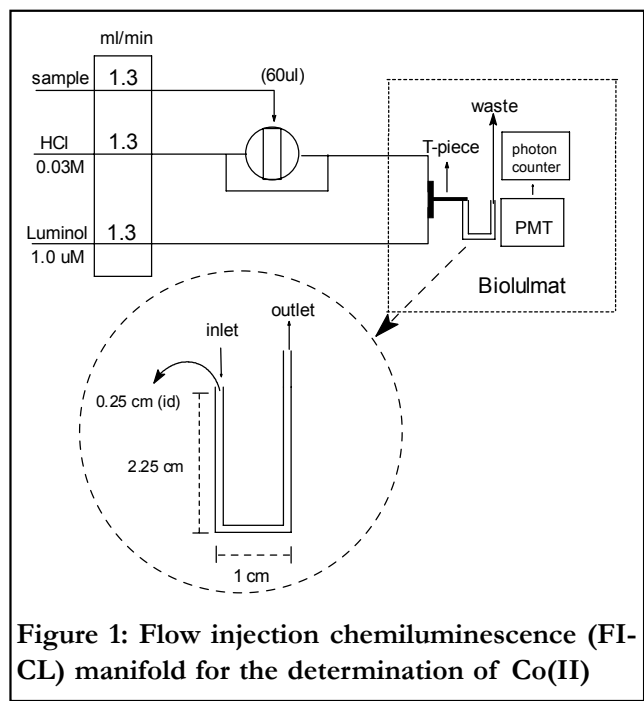 ml/min
sample 1.3
(60ul)
HCl 1.3
0.03M
Luminol 1.3
1.0 uM
waste
T-piece
photon
counter
PMT
Biolulmat
inlet
outlet
0.25 cm (id)
2.25 cm
1 cm
Figure 1: Flow injection chemiluminescence (FI-
CL) manifold for the determination of Co(II)